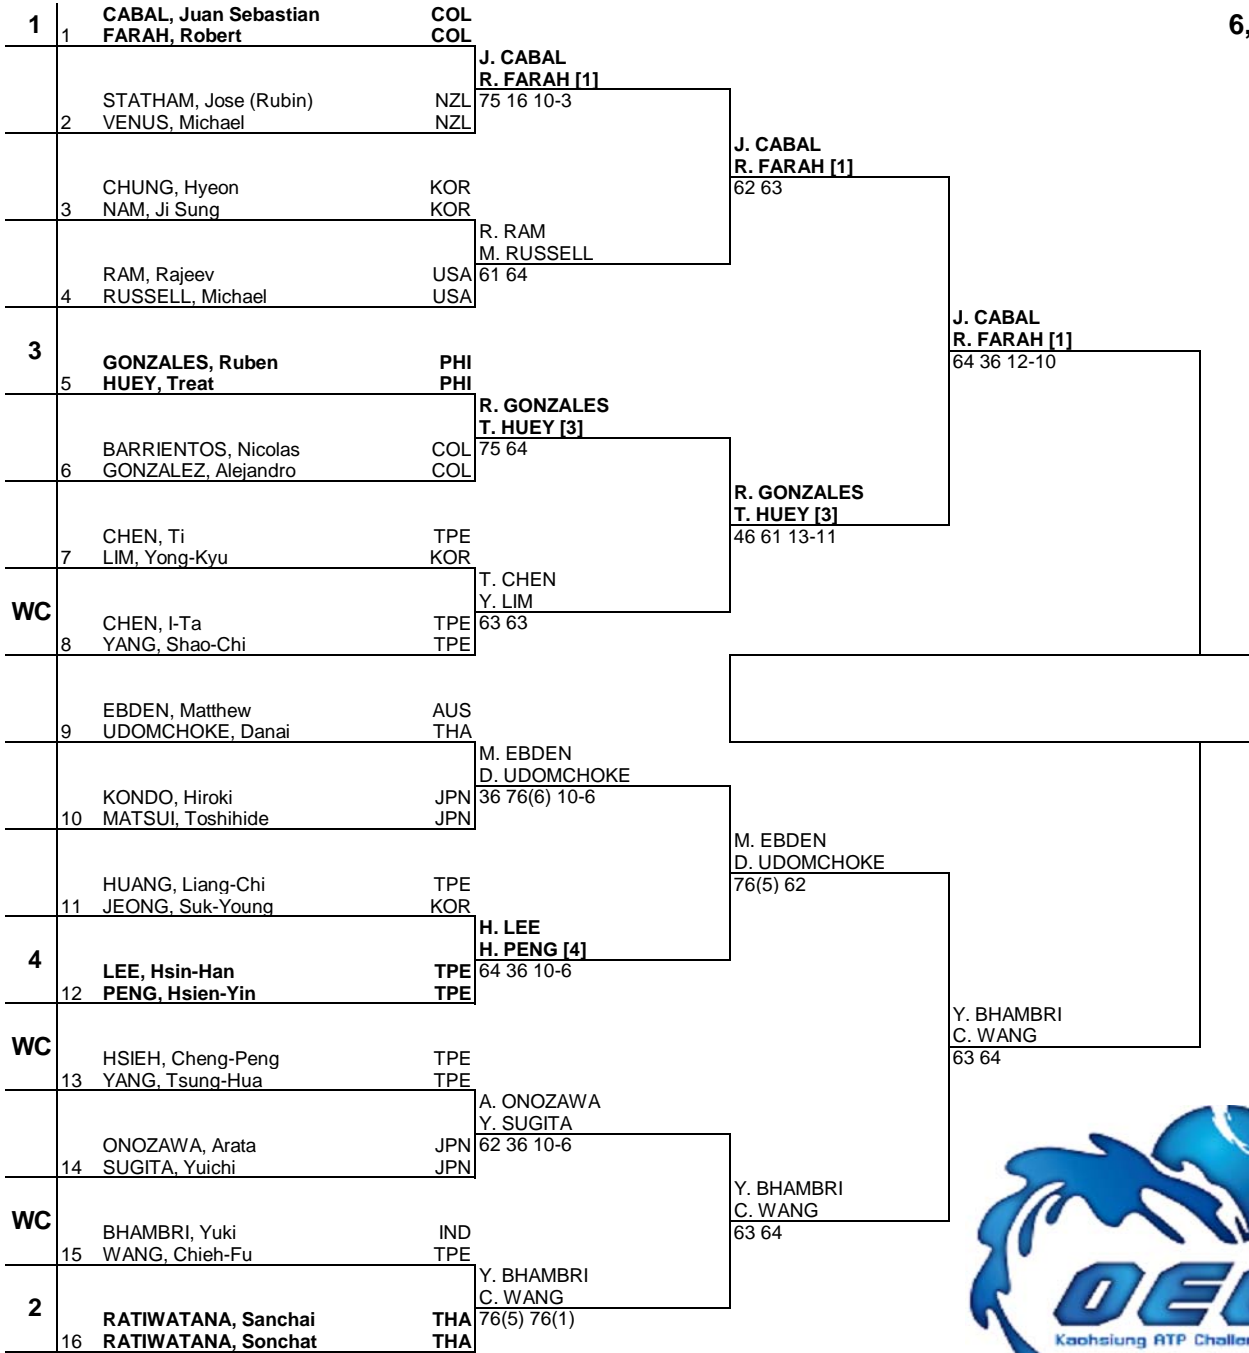 1 CABAL, Juan Sebastian COL
1 FARAH, Robert COL
6,
J. CABAL
R. FARAH [1]
STATHAM, Jose (Rubin) NZL 75 16 10-3
2 VENUS, Michael NZL
J. CABAL
R. FARAH [1]
CHUNG, Hyeon KOR 62 63
3 NAM, Ji Sung KOR
R. RAM
M. RUSSELL
RAM, Rajeev USA 61 64
4 RUSSELL, Michael USA
J. CABAL
3 R. FARAH [1]
GONZALES, Ruben PHI 64 36 12-10
5 HUEY, Treat PHI
R. GONZALES
T. HUEY [3]
BARRIENTOS, Nicolas COL 75 64
6 GONZALEZ, Alejandro COL
R. GONZALES
T. HUEY [3]
CHEN, Ti TPE 46 61 13-11
7 LIM, Yong-Kyu KOR
T. CHEN
WC Y. LIM
CHEN, I-Ta TPE 63 63
8 YANG, Shao-Chi TPE
EBDEN, Matthew AUS
9 UDOMCHOKE, Danai THA
M. EBDEN
D. UDOMCHOKE
KONDO, Hiroki JPN 36 76(6) 10-6
10 MATSUI, Toshihide JPN
M. EBDEN
D. UDOMCHOKE
HUANG, Liang-Chi TPE 76(5) 62
11 JEONG, Suk-Young KOR
H. LEE
4 H. PENG [4]
LEE, Hsin-Han TPE 64 36 10-6
12 PENG, Hsien-Yin TPE
Y. BHAMBRI
WC C. WANG
HSIEH, Cheng-Peng TPE 63 64
13 YANG, Tsung-Hua TPE
A. ONOZAWA
Y. SUGITA
ONOZAWA, Arata JPN 62 36 10-6
14 SUGITA, Yuichi JPN
Y. BHAMBRI
WC C. WANG
BHAMBRI, Yuki IND 63 64
15 WANG, Chieh-Fu TPE
Y. BHAMBRI
2 C. WANG
RATIWATANA, Sanchai THA 76(5) 76(1)
16 RATIWATANA, Sonchat THA
Kaohsiung ATP